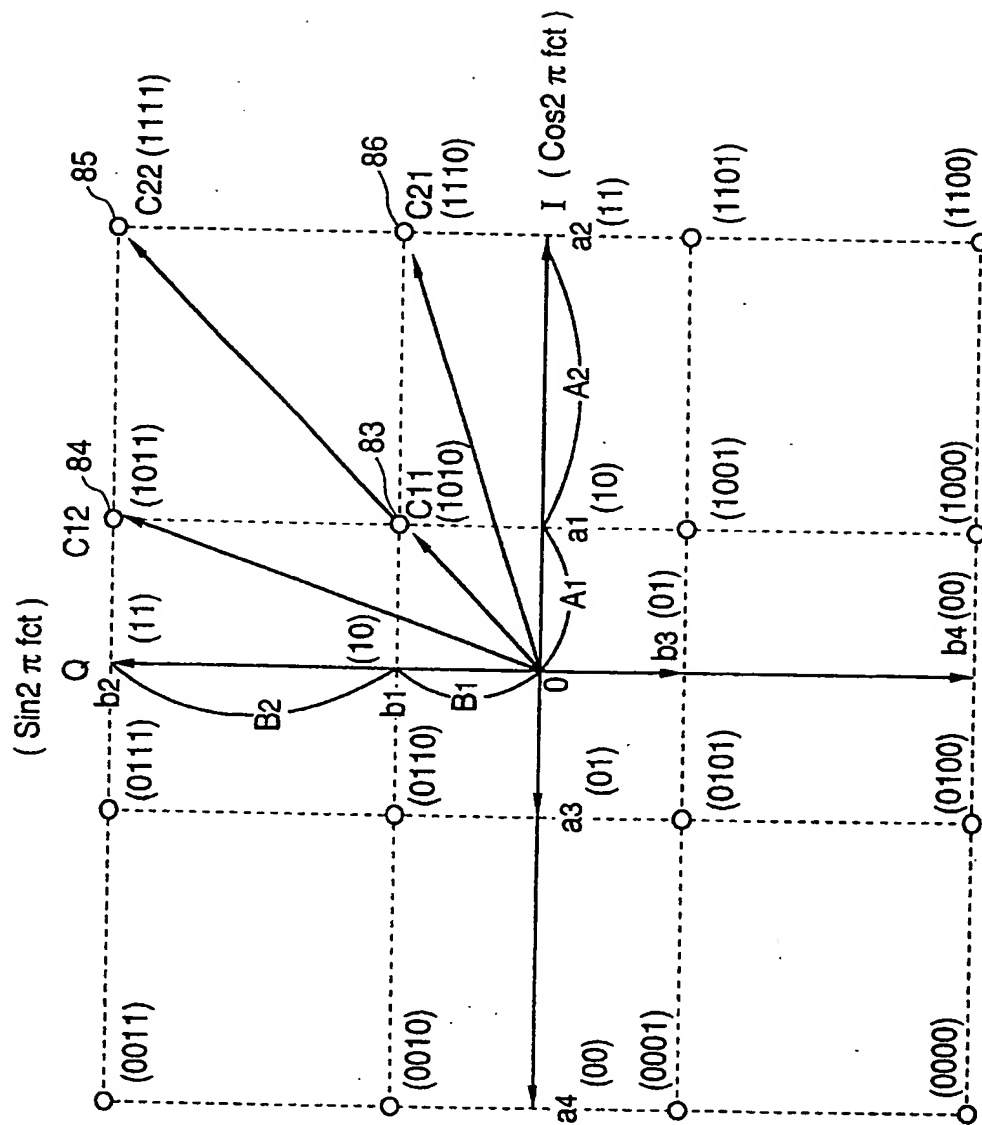 ( Sin2 π fct )
Q
b2
(11)
C12
84
(1011)
85
C22 (1111)
(0011)
(0111)
B2
(10)
b1
B1
83
C11
(1010)
86
C21
(1110)
(0010)
(0110)
I ( Cos2 π fct )
a4
(00)
a3
(01)
0
A1
a1
(10)
A2
a2
(11)
(0001)
(0101)
b3 (01)
(1001)
(1101)
(0000)
(0100)
b4 (00)
(1000)
(1100)